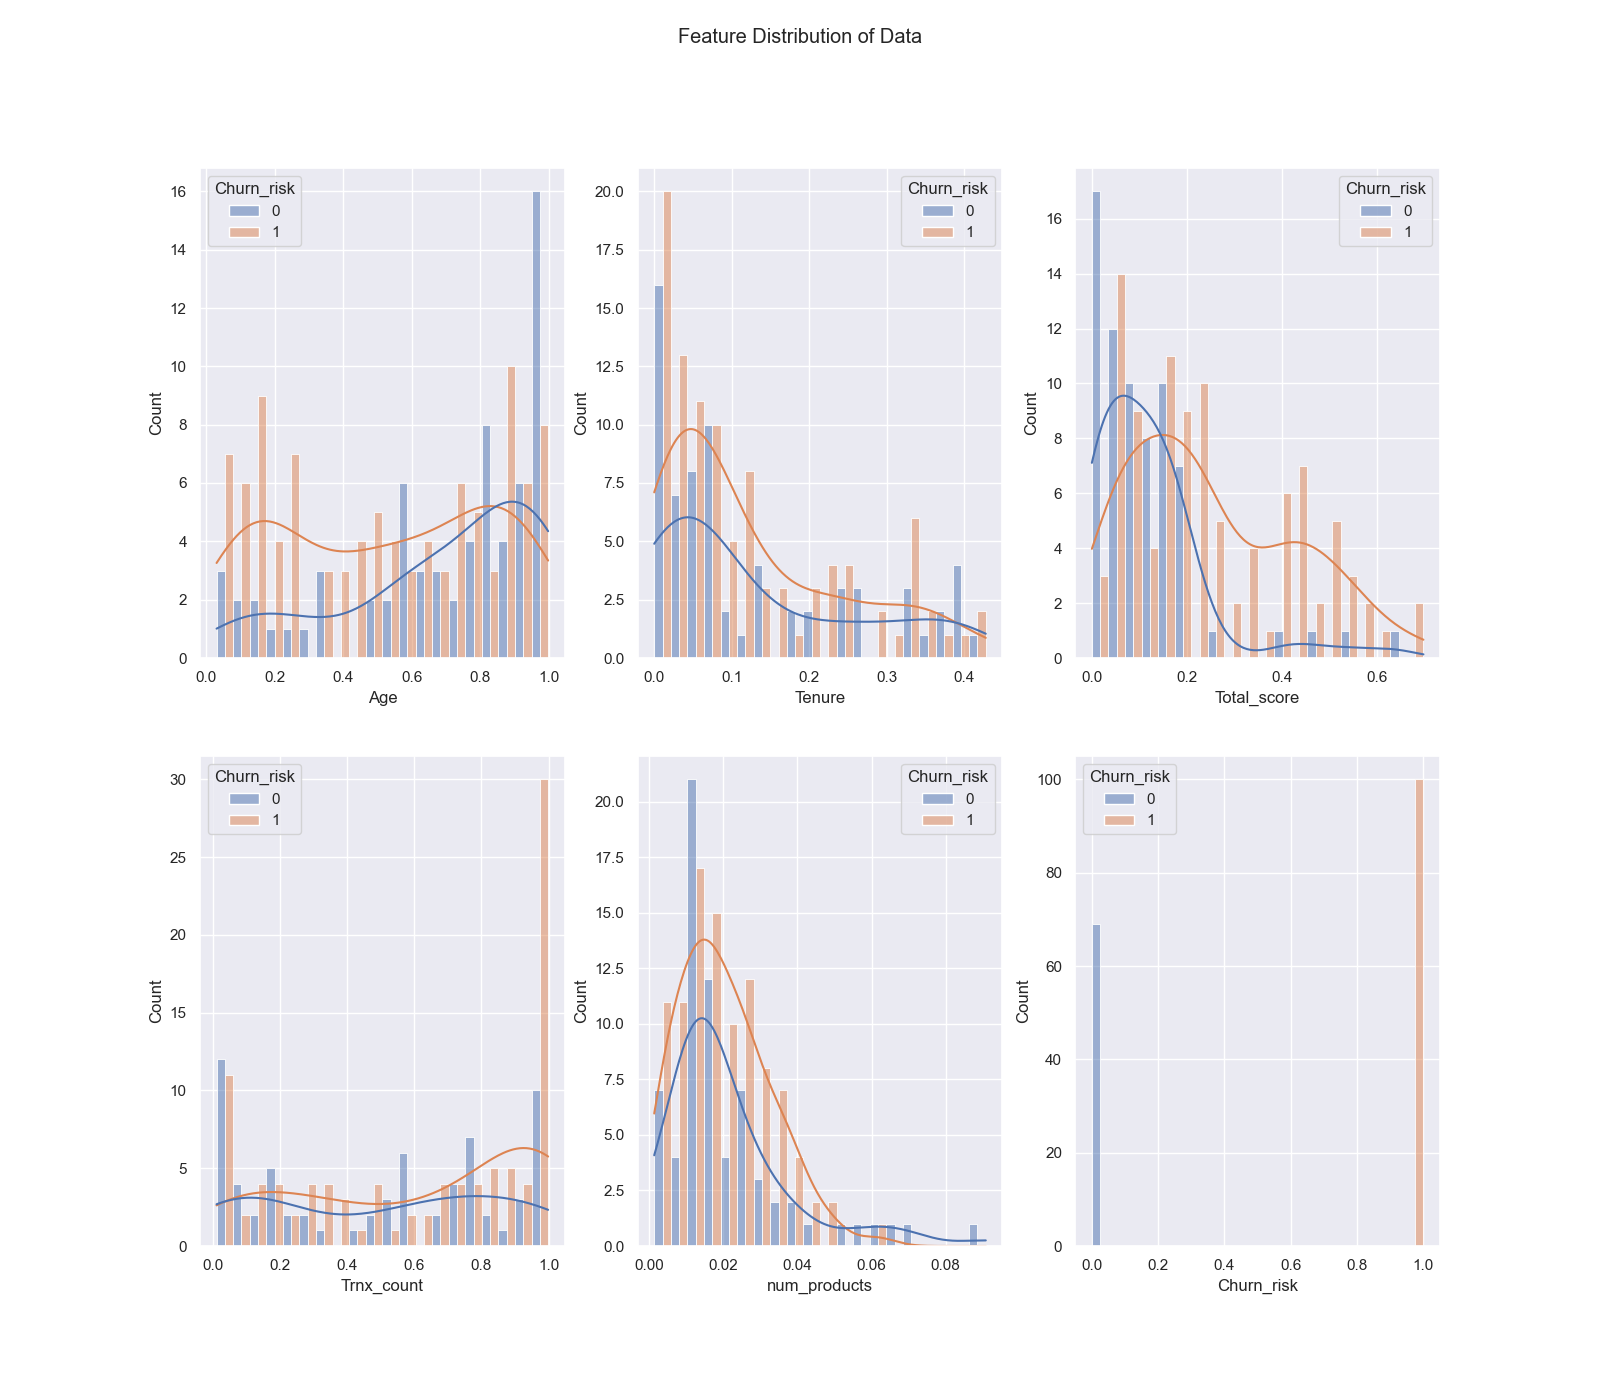 Feature Distribution of Data
Churn_risk
0
1
16
14
12
10
8
6
4
2
0
Count
0.0 0.2 0.4 0.6 0.8 1.0
Age
Churn_risk
0
1
20.0
17.5
15.0
12.5
10.0
7.5
5.0
2.5
0.0
Count
0.0 0.1 0.2 0.3 0.4
Tenure
Churn_risk
0
1
16
14
12
10
8
6
4
2
0
Count
0.0 0.2 0.4 0.6
Total_score
Churn_risk
0
1
30
25
20
15
10
5
0
Count
0.0 0.2 0.4 0.6 0.8 1.0
Trnx_count
Churn_risk
0
1
20.0
17.5
15.0
12.5
10.0
7.5
5.0
2.5
0.0
Count
0.00 0.02 0.04 0.06 0.08
num_products
Churn_risk
0
1
100
80
60
40
20
0
Count
0.0 0.2 0.4 0.6 0.8 1.0
Churn_risk